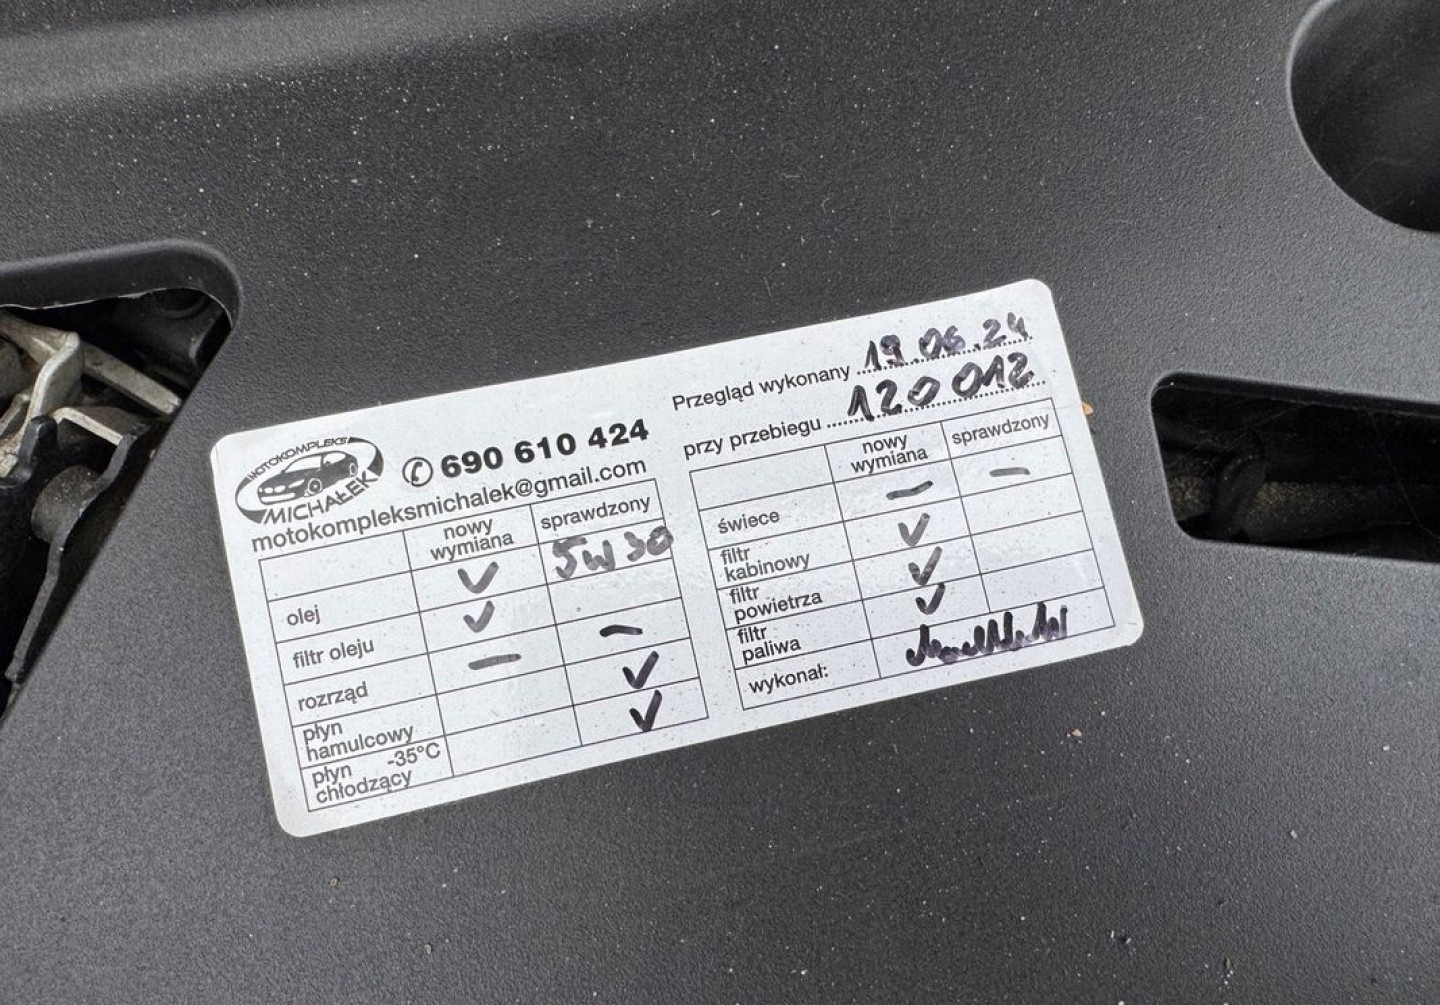 MOTOKOMPLEKS
MICHAŁEK
690 610 424
motokompleksmichalek@gmail.com
nowy wymiana sprawdzony
olej ✓ 5W30
filtr oleju ✓
rozrząd — —
płyn hamulcowy ✓
płyn -35°C chłodzący ✓
Przegląd wykonany 19.06.24
przy przebiegu 120 012
nowy wymiana sprawdzony
świece — —
filtr kabinowy ✓
filtr powietrza ✓
filtr paliwa ✓
wykonał: